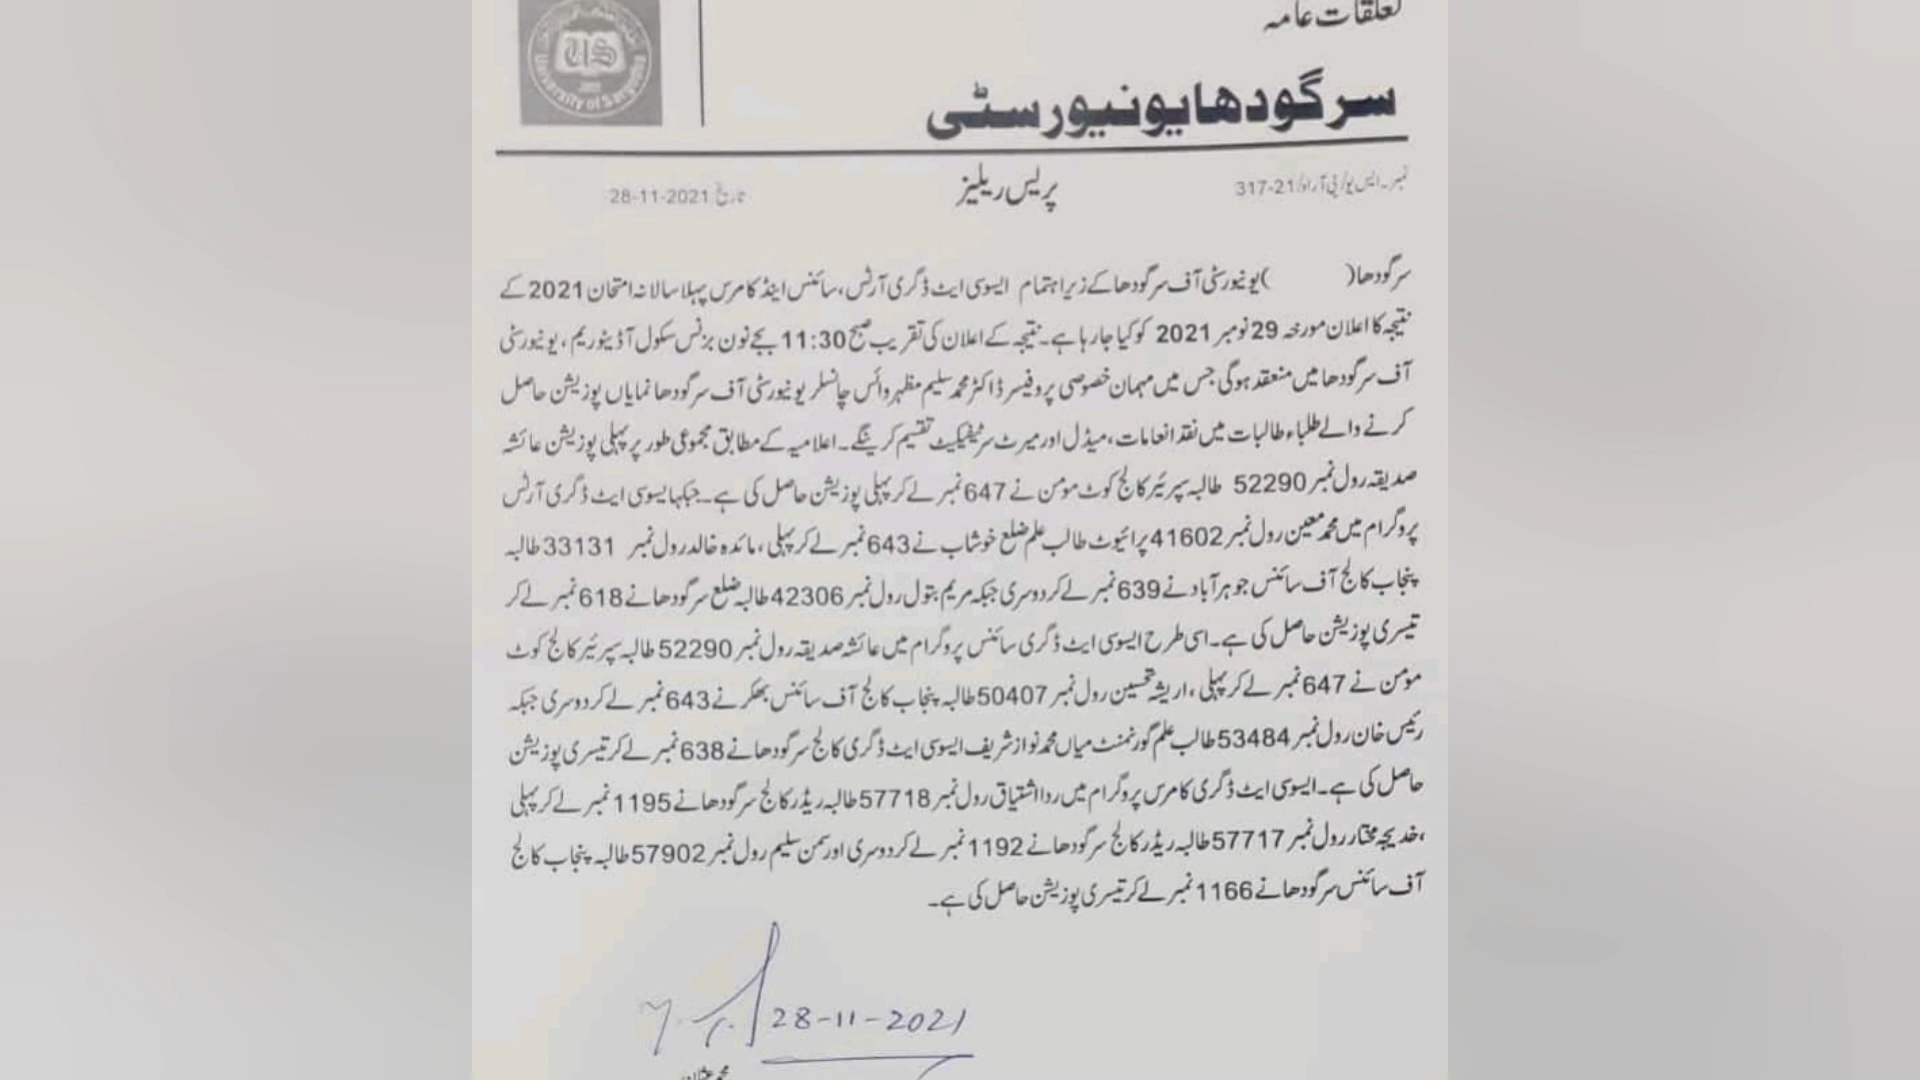 تعلقات عامہ
US
University of Sargodha
سرگودھا یونیورسٹی
نمبر۔ایس یو/پی آر او/317-21
پریس ریلیز
تاریخ 28-11-2021
سرگودھا( )یونیورسٹی آف سرگودھا کے زیر اہتمام ایسوسی ایٹ ڈگری آرٹس، سائنس اینڈ کامرس پہلا سالانہ امتحان 2021 کے
نتیجہ کا اعلان مورخہ 29 نومبر 2021 کو کیا جا رہا ہے۔ نتیجہ کے اعلان کی تقریب صبح 11:30 بجے نون بزنس سکول آڈیٹوریم، یونیورسٹی
آف سرگودھا میں منعقد ہوگی جس میں مہمان خصوصی پروفیسر ڈاکٹر محمد سلیم مظہر وائس چانسلر یونیورسٹی آف سرگودھا نمایاں پوزیشن حاصل
کرنے والے طلباء طالبات میں نقد انعامات، میڈل اور میرٹ سرٹیفکیٹ تقسیم کرینگے۔ اعلامیہ کے مطابق مجموعی طور پر پہلی پوزیشن عائشہ
صدیقہ رول نمبر 52290 طالبہ سپرئیر کالج کوٹ مومن نے 647 نمبر لے کر پہلی پوزیشن حاصل کی ہے۔ جبکہ ایسوسی ایٹ ڈگری آرٹس
پروگرام میں محمد معین رول نمبر 41602 پرائیوٹ طالب علم ضلع خوشاب نے 643 نمبر لے کر پہلی، مائدہ خالد رول نمبر 33131 طالبہ
پنجاب کالج آف سائنس جوہر آباد نے 639 نمبر لے کر دوسری جبکہ مریم بتول رول نمبر 42306 طالبہ ضلع سرگودھا نے 618 نمبر لے کر
تیسری پوزیشن حاصل کی ہے۔ اسی طرح ایسوسی ایٹ ڈگری سائنس پروگرام میں عائشہ صدیقہ رول نمبر 52290 طالبہ سپرئیر کالج کوٹ
مومن نے 647 نمبر لے کر پہلی، اریشہ تحسین رول نمبر 50407 طالبہ پنجاب کالج آف سائنس بھکر نے 643 نمبر لے کر دوسری جبکہ
رئیس خان رول نمبر 53484 طالب علم گورنمنٹ میاں محمد نواز شریف ایسوسی ایٹ ڈگری کالج سرگودھا نے 638 نمبر لے کر تیسری پوزیشن
حاصل کی ہے۔ ایسوسی ایٹ ڈگری کامرس پروگرام میں ردا اشتیاق رول نمبر 57718 طالبہ ریڈر کالج سرگودھا نے 1195 نمبر لے کر پہلی
،خدیجہ مختار رول نمبر 57717 طالبہ ریڈر کالج سرگودھا نے 1192 نمبر لے کر دوسری اور سمن سلیم رول نمبر 57902 طالبہ پنجاب کالج
آف سائنس سرگودھا نے 1166 نمبر لے کر تیسری پوزیشن حاصل کی ہے۔
28-11-2021
محمد عثمان